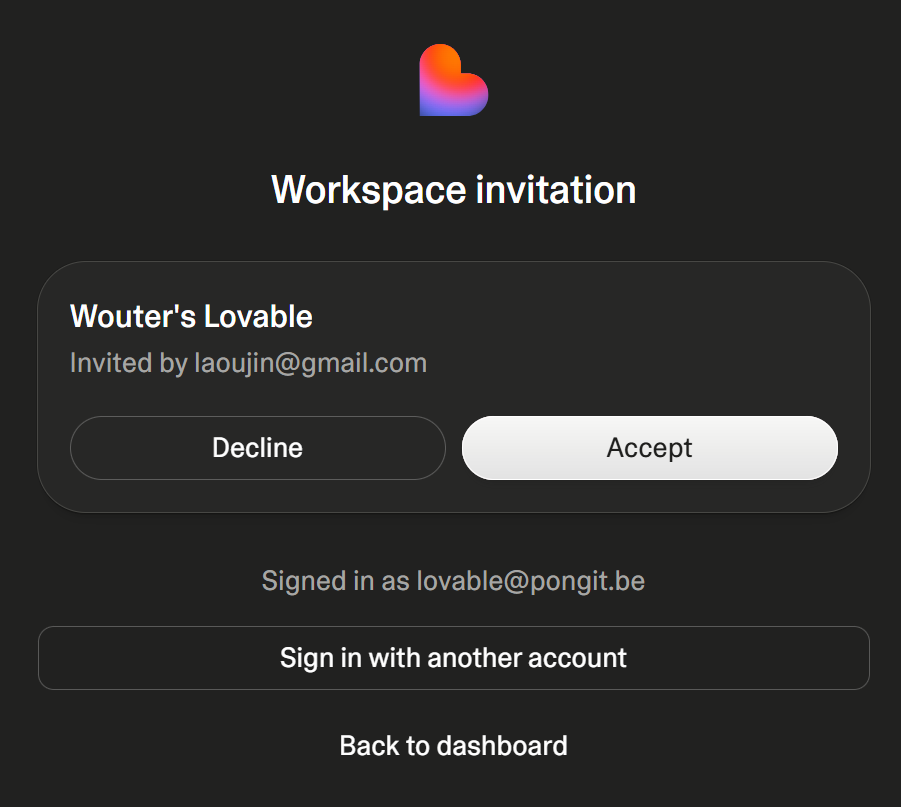 Workspace invitation
Wouter's Lovable
Invited by laoujin@gmail.com
Decline Accept
Signed in as lovable@pongit.be
Sign in with another account
Back to dashboard